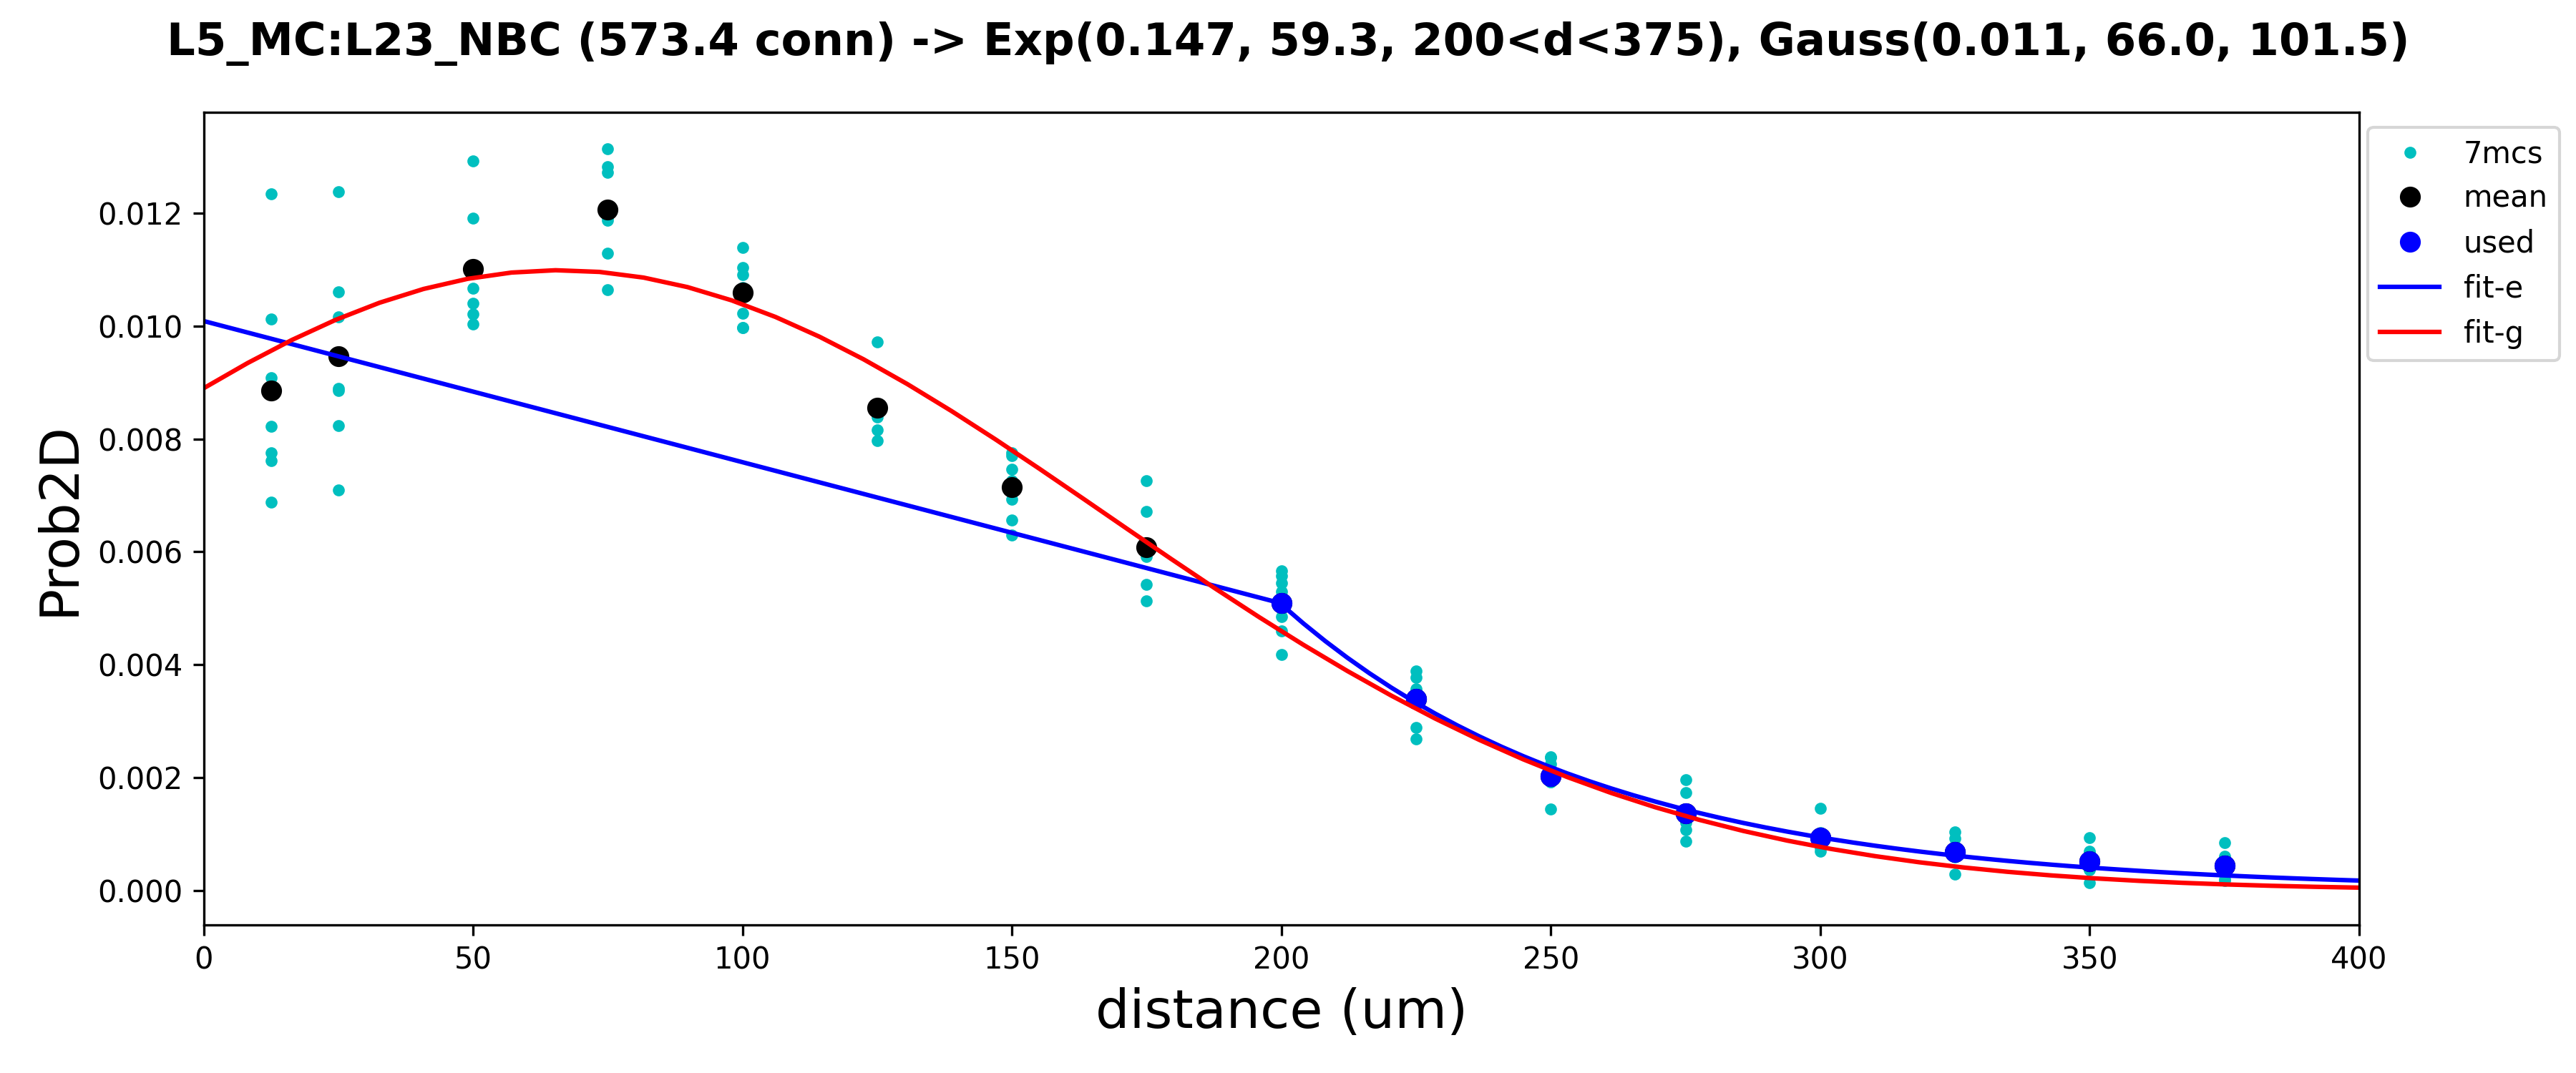 L5_MC:L23_NBC (573.4 conn) -> Exp(0.147, 59.3, 200<d<375), Gauss(0.011, 66.0, 101.5)
7mcs
mean
used
fit-e
fit-g
Prob2D
0.012
0.010
0.008
0.006
0.004
0.002
0.000
0 50 100 150 200 250 300 350 400
distance (um)